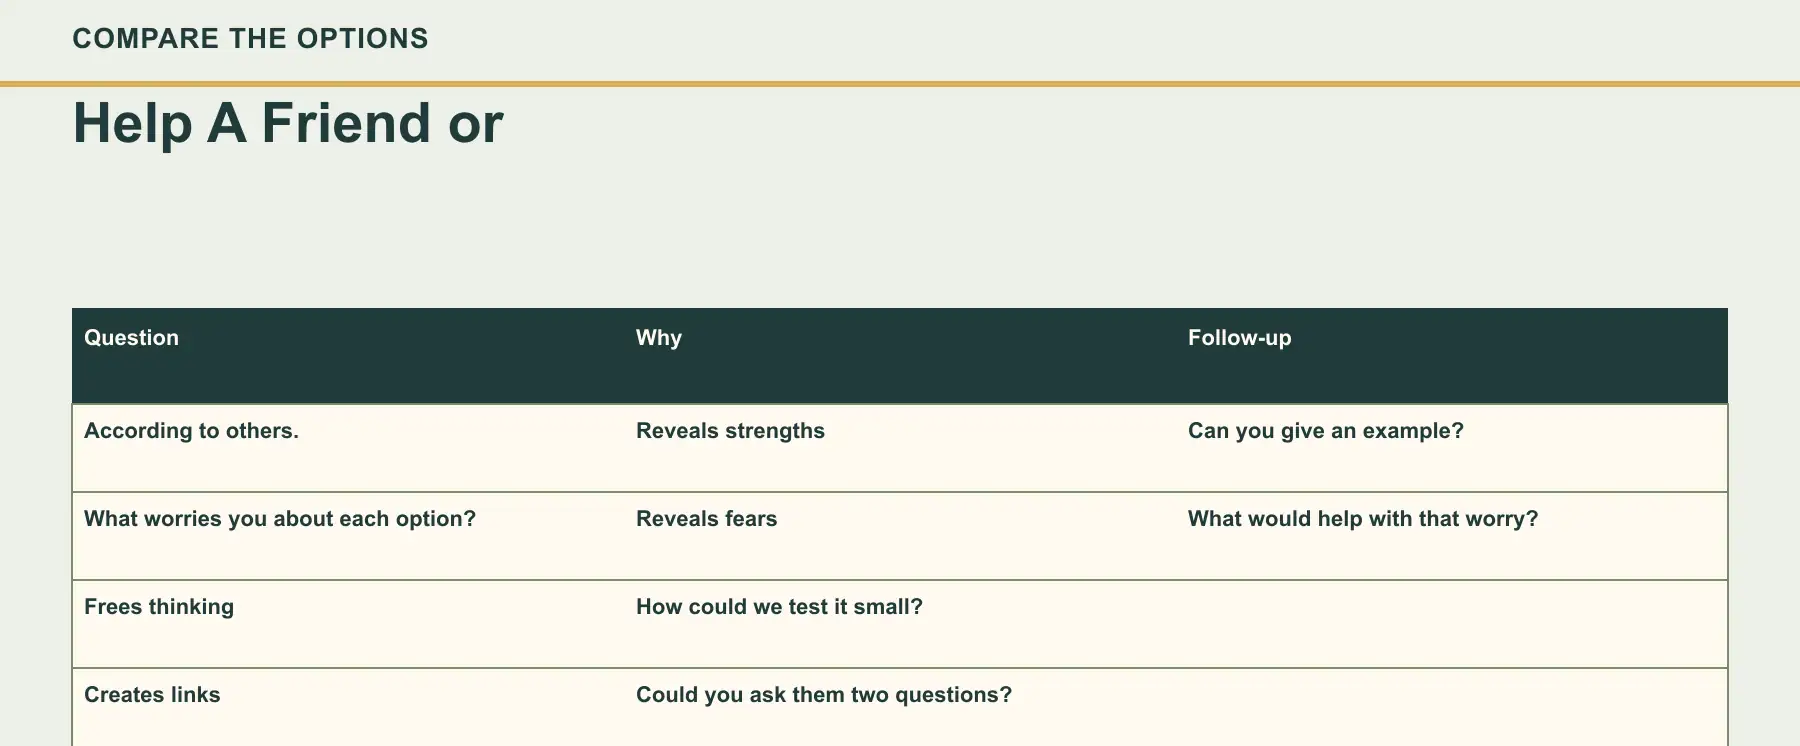 COMPARE THE OPTIONS
Help A Friend or
Question Why Follow-up
According to others. Reveals strengths Can you give an example?
What worries you about each option? Reveals fears What would help with that worry?
Frees thinking How could we test it small?
Creates links Could you ask them two questions?